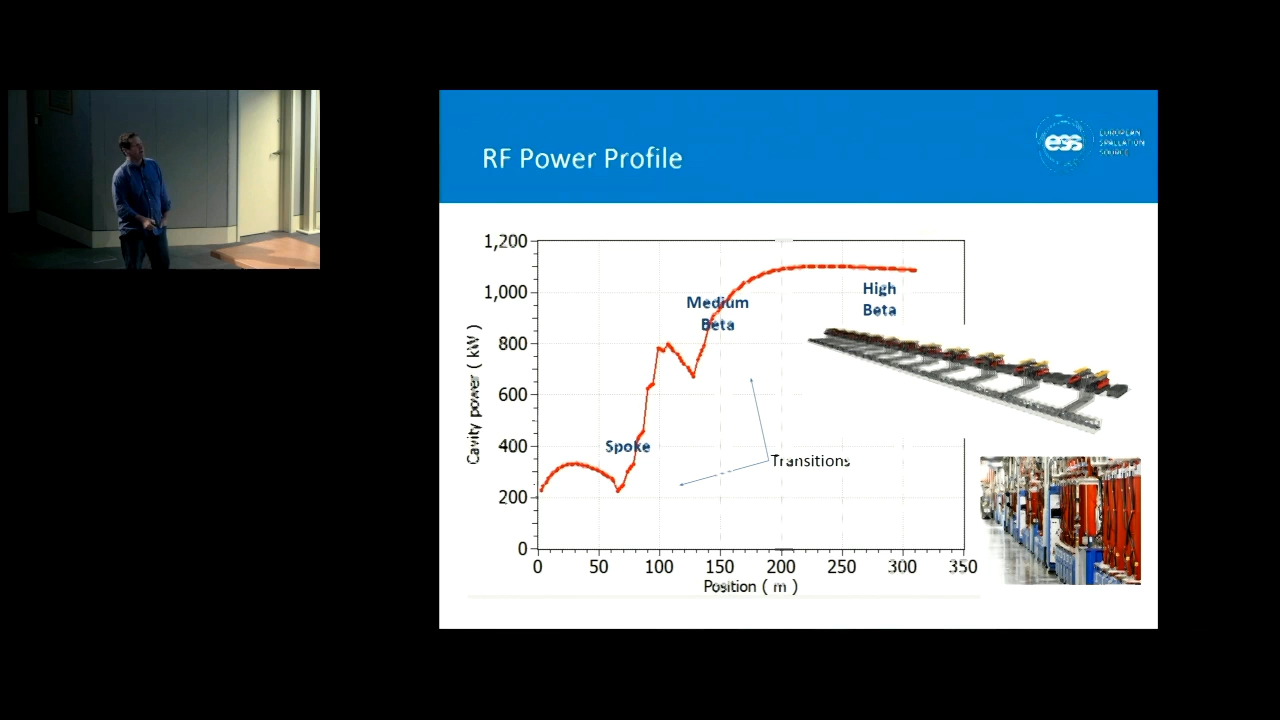 RF Power Profile
ess
EUROPEAN
SPALLATION
SOURCE
1,200
1,000
800
600
400
200
0
Cavity power ( kW )
Medium
Beta
High
Beta
Spoke
Transitions
0 50 100 150 200 250 300 350
Position ( m )